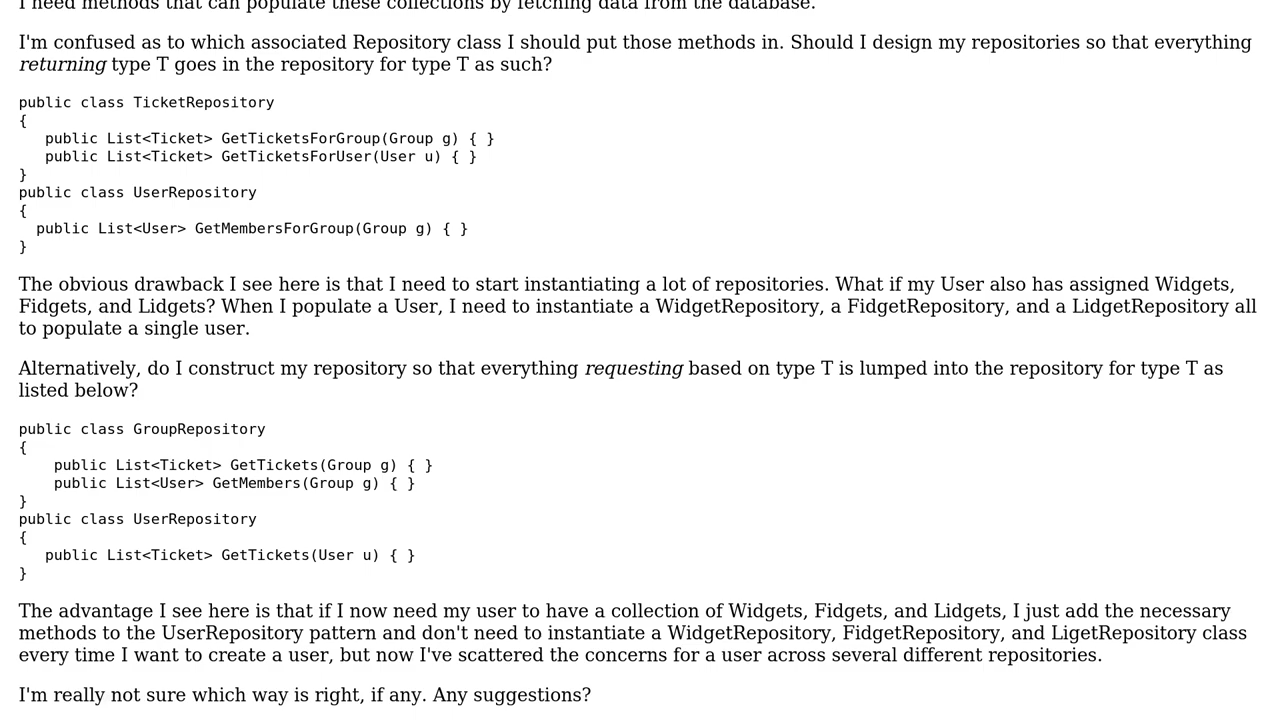 I need methods that can populate these collections by fetching data from the database.
I'm confused as to which associated Repository class I should put those methods in. Should I design my repositories so that everything
returning type T goes in the repository for type T as such?
public class TicketRepository
{
   public List<Ticket> GetTicketsForGroup(Group g) { }
   public List<Ticket> GetTicketsForUser(User u) { }
}
public class UserRepository
{
  public List<User> GetMembersForGroup(Group g) { }
}
The obvious drawback I see here is that I need to start instantiating a lot of repositories. What if my User also has assigned Widgets,
Fidgets, and Lidgets? When I populate a User, I need to instantiate a WidgetRepository, a FidgetRepository, and a LidgetRepository all
to populate a single user.
Alternatively, do I construct my repository so that everything requesting based on type T is lumped into the repository for type T as
listed below?
public class GroupRepository
{
    public List<Ticket> GetTickets(Group g) { }
    public List<User> GetMembers(Group g) { }
}
public class UserRepository
{
   public List<Ticket> GetTickets(User u) { }
}
The advantage I see here is that if I now need my user to have a collection of Widgets, Fidgets, and Lidgets, I just add the necessary
methods to the UserRepository pattern and don't need to instantiate a WidgetRepository, FidgetRepository, and LigetRepository class
every time I want to create a user, but now I've scattered the concerns for a user across several different repositories.
I'm really not sure which way is right, if any. Any suggestions?